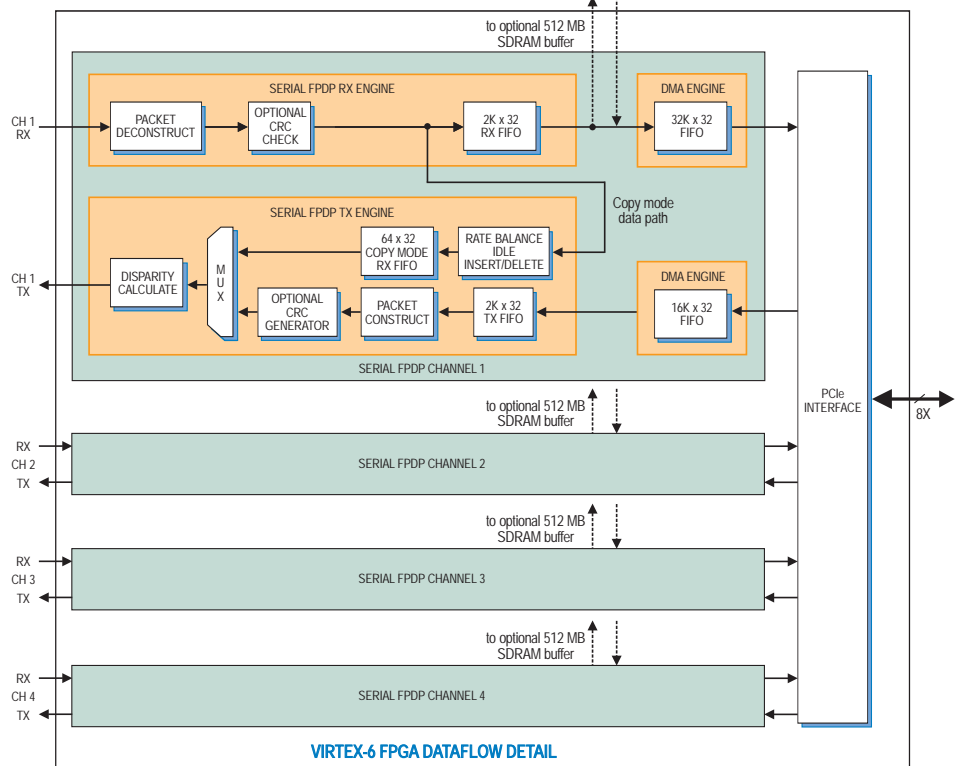 to optional 512 MB
SDRAM buffer
SERIAL FPDP RX ENGINE
DMA ENGINE
CH 1
RX
PACKET
DECONSTRUCT
OPTIONAL
CRC
CHECK
2K x 32
RX FIFO
32K x 32
FIFO
Copy mode
data path
SERIAL FPDP TX ENGINE
64 x 32
COPY MODE
RX FIFO
RATE BALANCE
IDLE
INSERT/DELETE
CH 1
TX
DISPARITY
CALCULATE
M
U
X
OPTIONAL
CRC
GENERATOR
PACKET
CONSTRUCT
2K x 32
TX FIFO
DMA ENGINE
16K x 32
FIFO
SERIAL FPDP CHANNEL 1
PCIe
INTERFACE
8X
to optional 512 MB
SDRAM buffer
RX
CH 2
TX
SERIAL FPDP CHANNEL 2
to optional 512 MB
SDRAM buffer
RX
CH 3
TX
SERIAL FPDP CHANNEL 3
to optional 512 MB
SDRAM buffer
RX
CH 4
TX
SERIAL FPDP CHANNEL 4
VIRTEX-6 FPGA DATAFLOW DETAIL